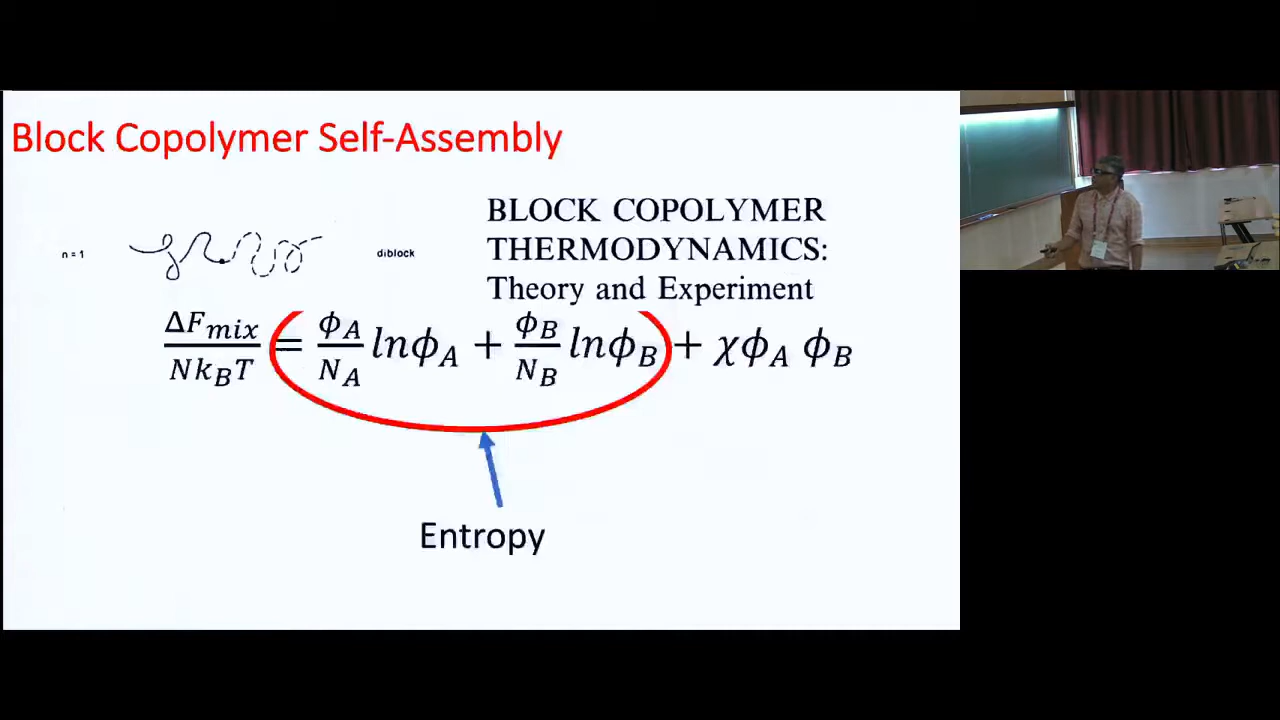 Block Copolymer Self-Assembly
BLOCK COPOLYMER
THERMODYNAMICS:
Theory and Experiment
n = 1
diblock
ΔF_mix/Nk_BT = ϕ_A/N_A lnϕ_A + ϕ_B/N_B lnϕ_B + χϕ_A ϕ_B
Entropy